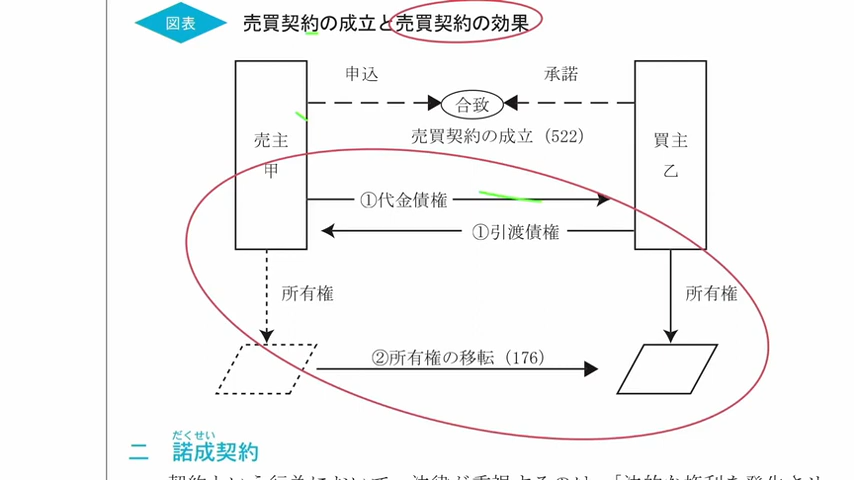 図表 売買契約の成立と売買契約の効果
申込 承諾
合致
売買契約の成立（522）
売主 買主
甲 乙
①代金債権
①引渡債権
所有権 所有権
②所有権の移転（176）
だくせい
二 諾成契約